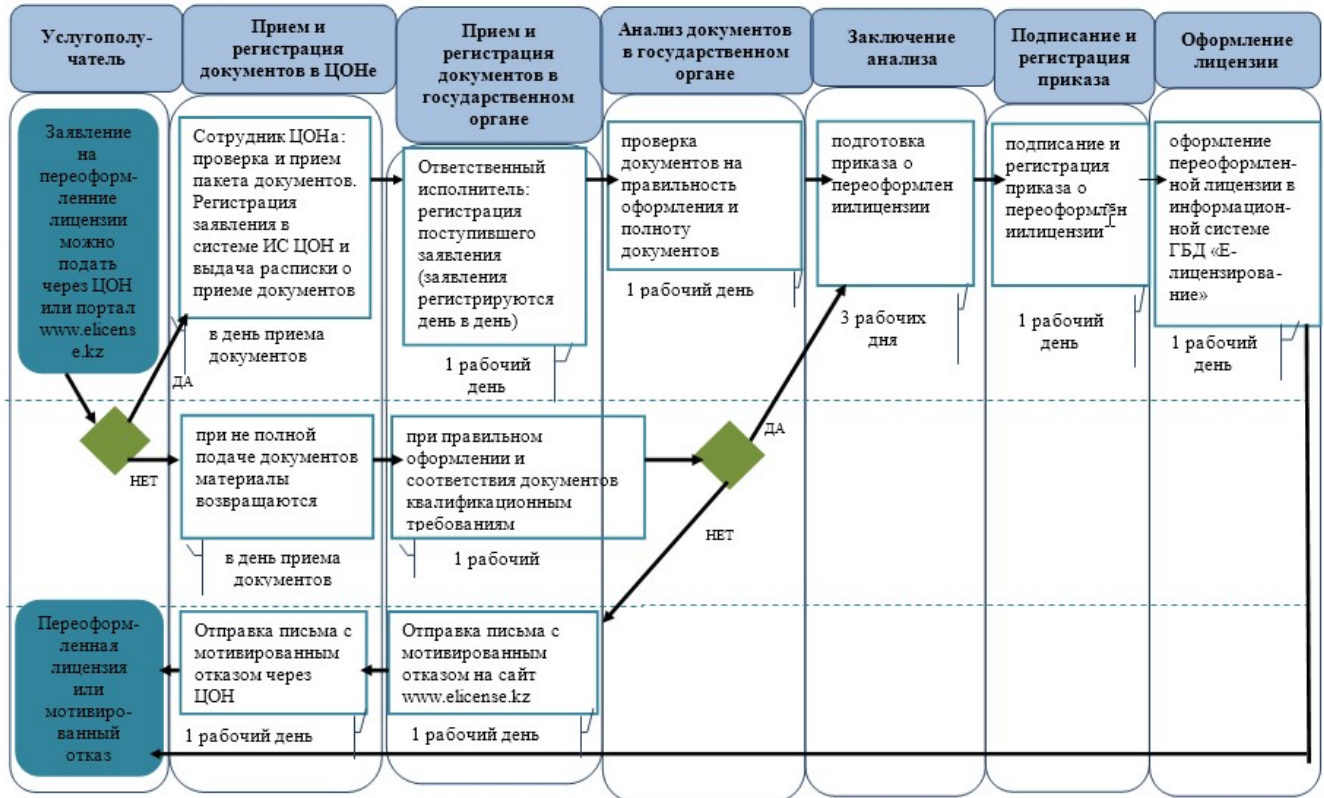 Услугополу-
чатель
Прием и
регистрация
документов в ЦОНе
Прием и
регистрация
документов в
государственном
органе
Анализ документов
в государственном
органе
Заключение
анализа
Подписание и
регистрация
приказа
Оформление
лицензии
Заявление
на
переоформ-
ленние
лицензии
можно
подать
через ЦОН
или портал
www.elicens
e.kz
Сотрудник ЦОНа:
проверка и прием
пакета документов.
Регистрация
заявления в
системе ИС ЦОН и
выдача расписки о
приеме документов
в день приема
документов
Ответственный
исполнитель:
регистрация
поступившего
заявления
(заявления
регистрируются
день в день)
1 рабочий
день
проверка
документов на
правильность
оформления и
полноту
документов
1 рабочий день
подготовка
приказа о
переоформлен
иилицензии
3 рабочих
дня
подписание и
регистрация
приказа о
переоформлен
иилицензии
1 рабочий
день
оформление
переоформлен-
ной лицензии в
информацион-
ной системе
ГБД «Е-
лицензирова-
ние»
1 рабочий
день
ДА
НЕТ
при не полной
подаче документов
материалы
возвращаются
в день приема
документов
при правильном
оформлении и
соответствия документов
квалификационным
требованиям
1 рабочий
ДА
НЕТ
Переоформ-
ленная
лицензия
или
мотивиро-
ванный
отказ
Отправка письма с
мотивированным
отказом через
ЦОН
1 рабочий день
Отправка письма с
мотивированным
отказом на сайт
www.elicense.kz
1 рабочий день